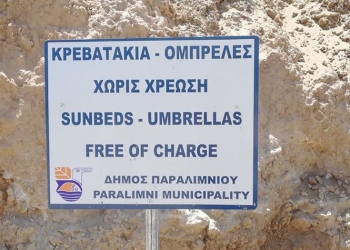 ΚΡΕΒΑΤΑΚΙΑ - ΟΜΠΡΕΛΕΣ
ΧΩΡΙΣ ΧΡΕΩΣΗ
SUNBEDS - UMBRELLAS
FREE OF CHARGE
ΔΗΜΟΣ ΠΑΡΑΛΙΜΝΙΟΥ
PARALIMNI MUNICIPALITY